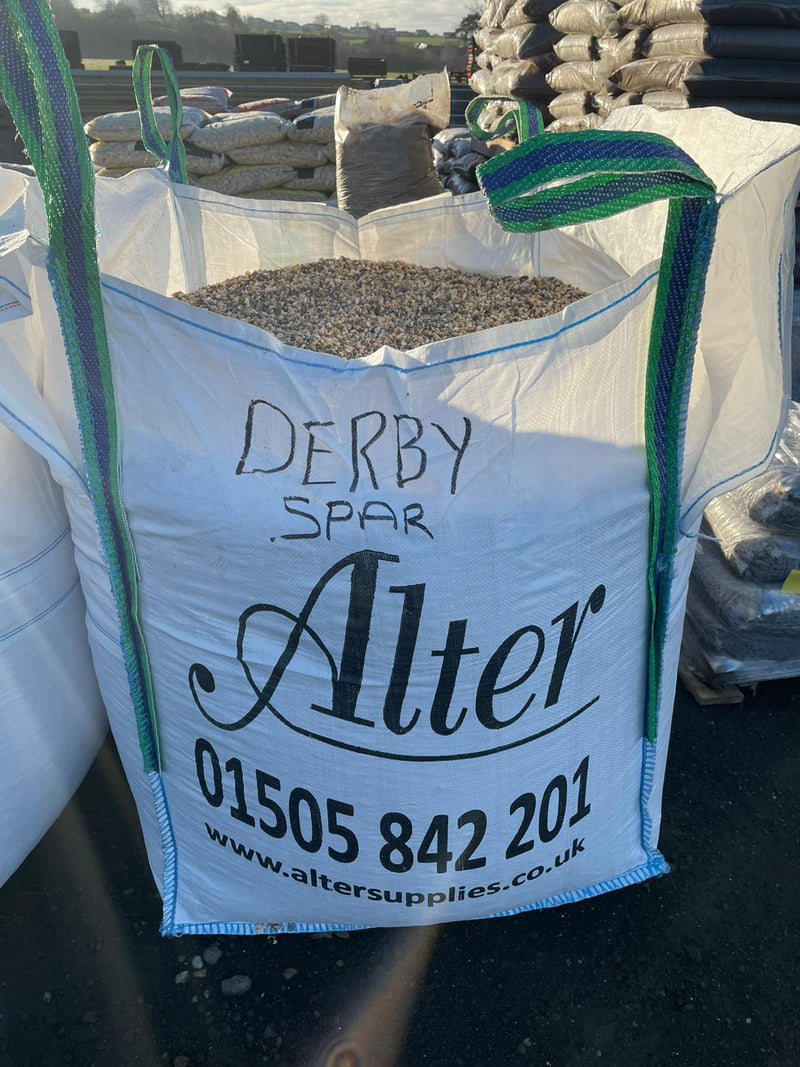 DERBY
SPAR
Alter
01505 842 201
www.altersupplies.co.uk